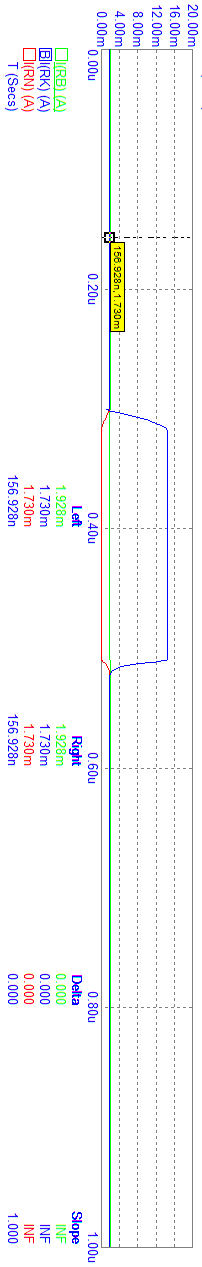 20.00m
16.00m
12.00m
8.00m
4.00m
0.00m
156.928n,1.730m
0.00u 0.20u 0.40u 0.60u 0.80u 1.00u
Left Right Delta Slope
I(RB) (A) 1.928m 1.928m 0.000 INF
B I(RK) (A) 1.730m 1.730m 0.000 INF
I(RN) (A) 1.730m 1.730m 0.000 INF
T (Secs) 156.928n 156.928n 0.000 1.000